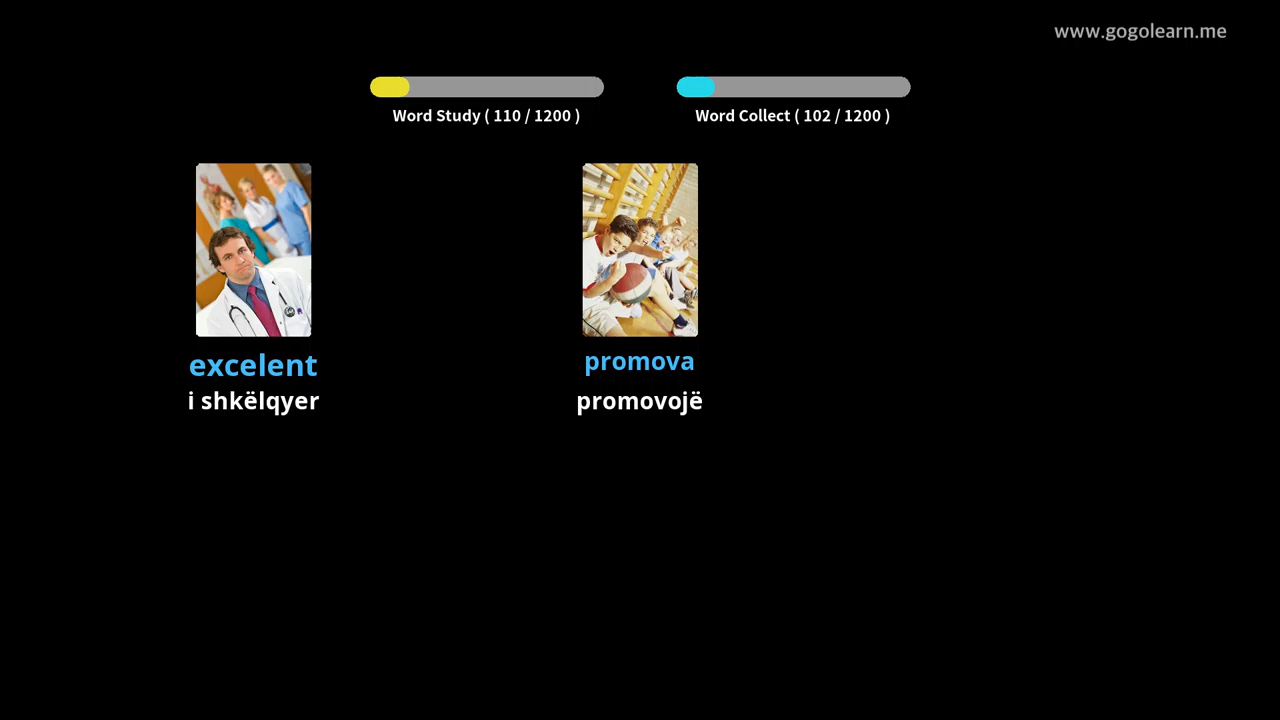 www.gogolearn.me
Word Study ( 110 / 1200 )
Word Collect ( 102 / 1200 )
excelent
i shkëlqyer
promova
promovojë